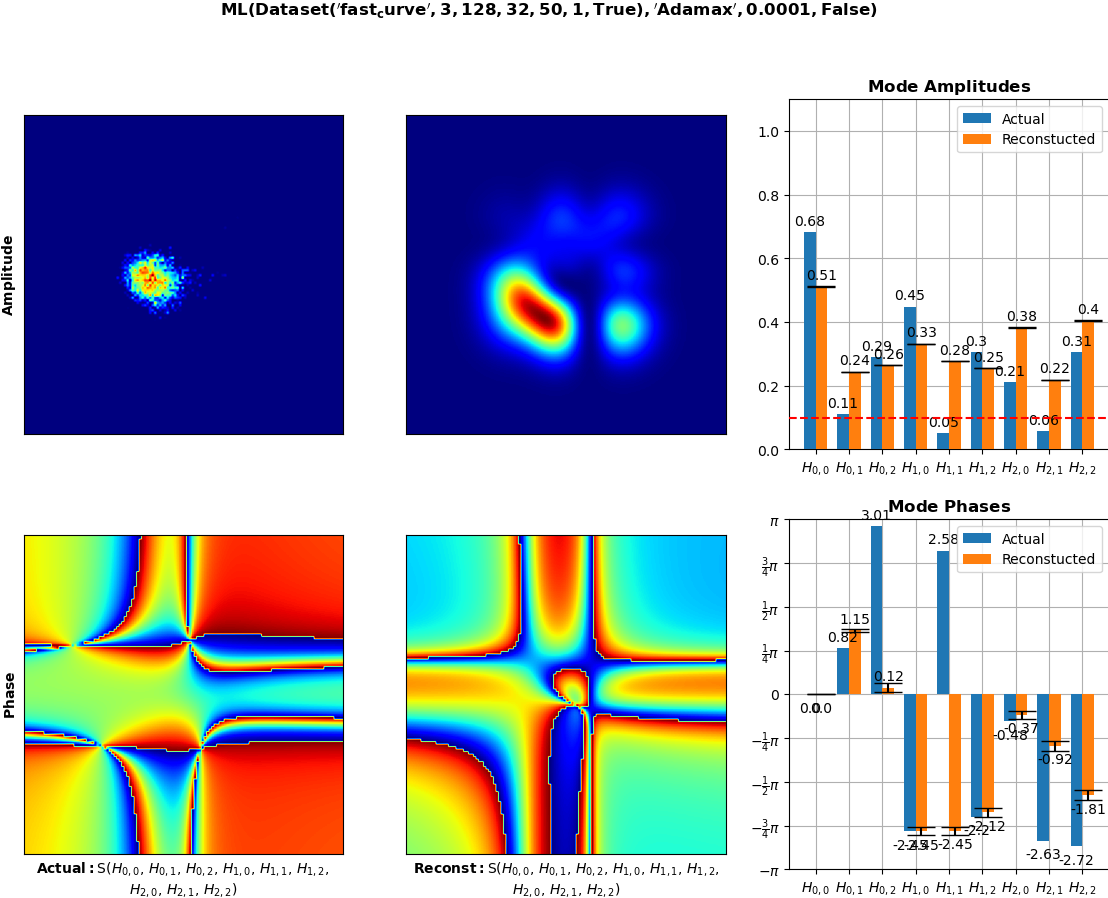 ML(Dataset('fast_curve', 3, 128, 32, 50, 1, True), 'Adamax', 0.0001, False)
Amplitude
Mode Amplitudes
Actual
Reconstucted
1.0
0.8
0.6
0.4
0.2
0.0
0.68
0.51
0.11
0.24
0.29
0.26
0.45
0.33
0.05
0.28
0.3
0.25
0.21
0.38
0.06
0.22
0.31
0.4
H0,0 H0,1 H0,2 H1,0 H1,1 H1,2 H2,0 H2,1 H2,2
Phase
Actual: S(H0,0, H0,1, H0,2, H1,0, H1,1, H1,2,
H2,0, H2,1, H2,2)
Reconst: S(H0,0, H0,1, H0,2, H1,0, H1,1, H1,2,
H2,0, H2,1, H2,2)
Mode Phases
Actual
Reconstucted
π
3/4π
1/2π
1/4π
0
−1/4π
−1/2π
−3/4π
−π
0.0
0.0
0.82
1.15
3.01
0.12
-2.45
-2.45
2.58
-2.45
-2.2
-2.12
-0.48
-0.37
-2.63
-0.92
-2.72
-1.81
H0,0 H0,1 H0,2 H1,0 H1,1 H1,2 H2,0 H2,1 H2,2